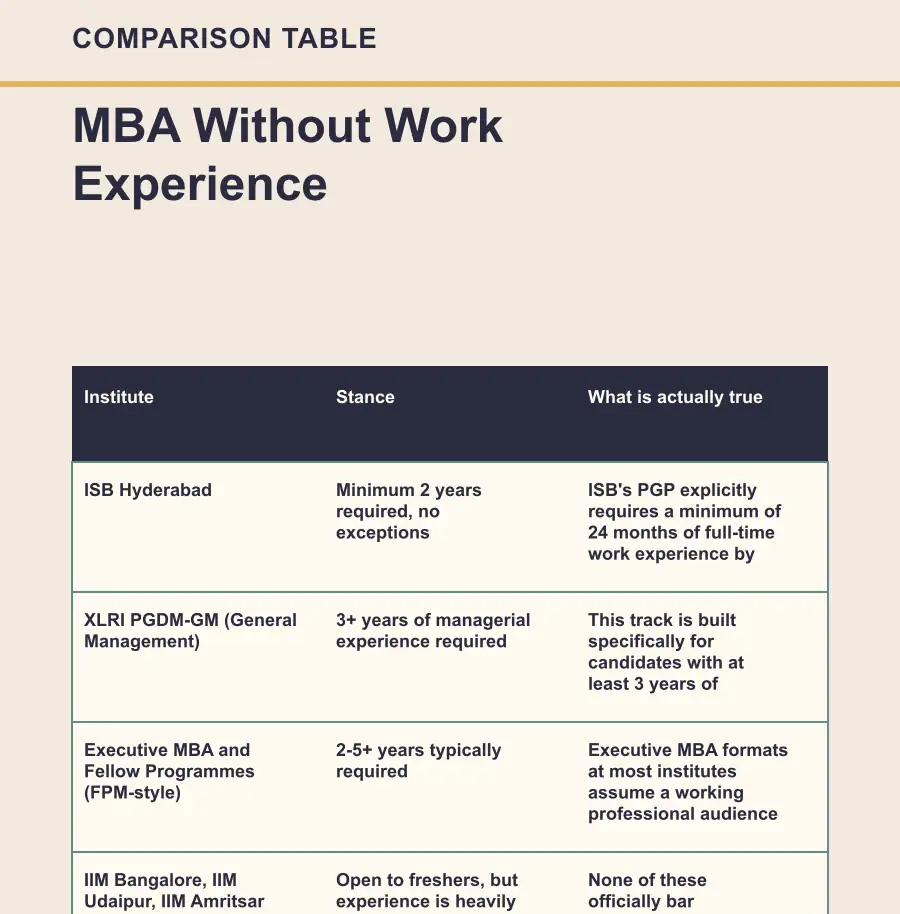 COMPARISON TABLE
MBA Without Work
Experience
Institute
Stance
What is actually true
ISB Hyderabad
Minimum 2 years
required, no
exceptions
ISB's PGP explicitly
requires a minimum of
24 months of full-time
work experience by
XLRI PGDM-GM (General
Management)
3+ years of managerial
experience required
This track is built
specifically for
candidates with at
least 3 years of
Executive MBA and
Fellow Programmes
(FPM-style)
2-5+ years typically
required
Executive MBA formats
at most institutes
assume a working
professional audience
IIM Bangalore, IIM
Udaipur, IIM Amritsar
Open to freshers, but
experience is heavily
None of these
officially bar